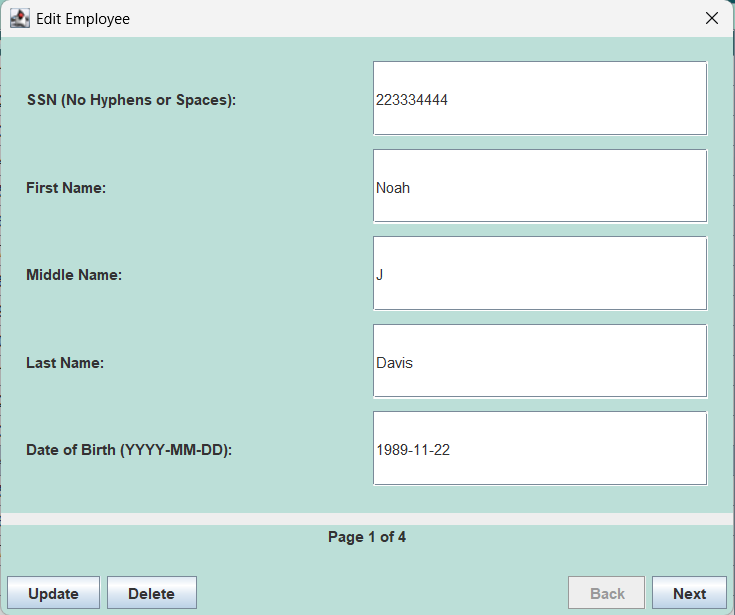 Edit Employee
SSN (No Hyphens or Spaces): 223334444
First Name: Noah
Middle Name: J
Last Name: Davis
Date of Birth (YYYY-MM-DD): 1989-11-22
Page 1 of 4
Update Delete Back Next